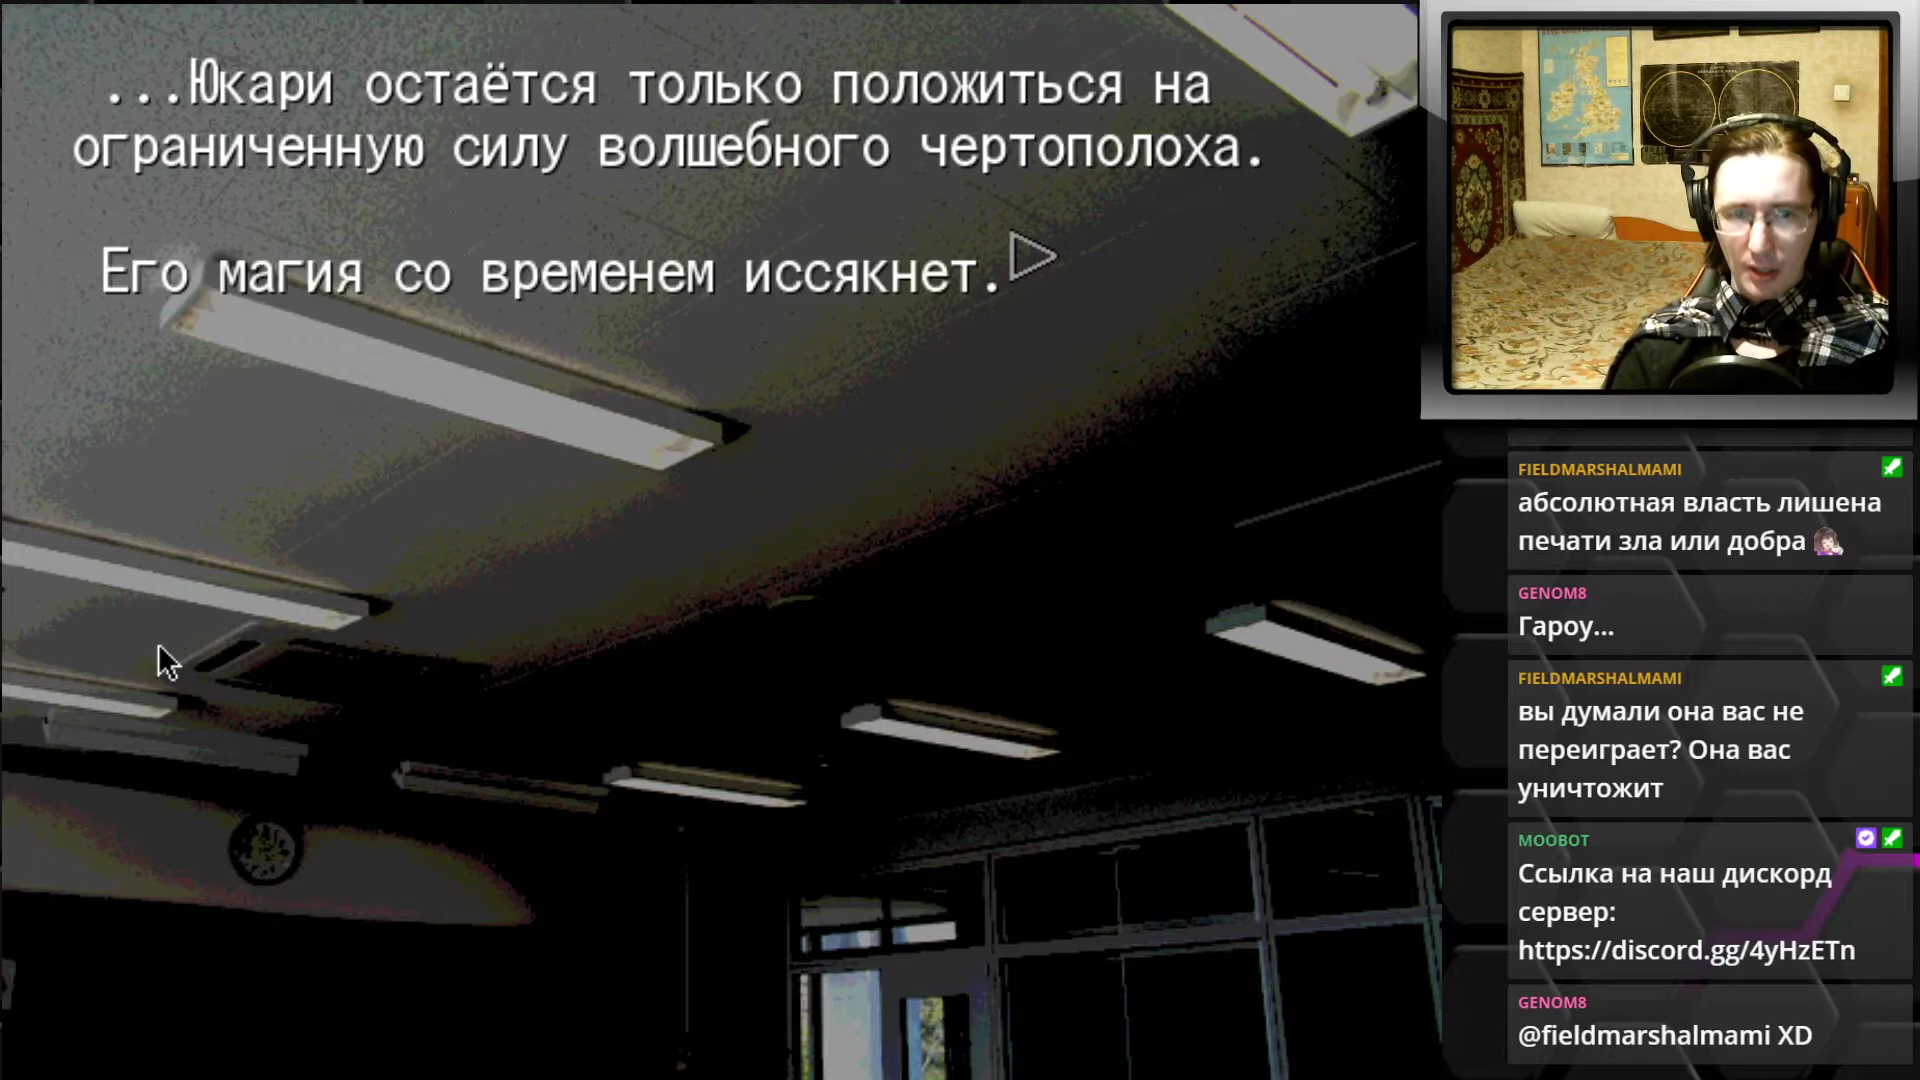 ...Юкари остаётся только положиться на
ограниченную силу волшебного чертополоха.
Его магия со временем иссякнет.
FIELDMARSHALMAMI
абсолютная власть лишена
печати зла или добра
GENOM8
Гароу...
FIELDMARSHALMAMI
вы думали она вас не
переиграет? Она вас
уничтожит
MOOBOT
Ссылка на наш дискорд
сервер:
https://discord.gg/4yHzETn
GENOM8
@fieldmarshalmami XD